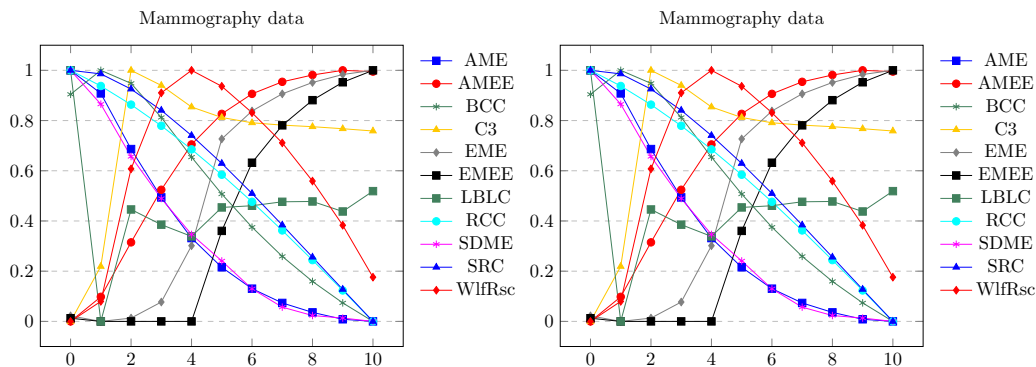 Mammography data
1
0.8
0.6
0.4
0.2
0
0 2 4 6 8 10
AME
AMEE
BCC
C3
EME
EMEE
LBLC
RCC
SDME
SRC
WlfRsc
Mammography data
1
0.8
0.6
0.4
0.2
0
0 2 4 6 8 10
AME
AMEE
BCC
C3
EME
EMEE
LBLC
RCC
SDME
SRC
WlfRsc